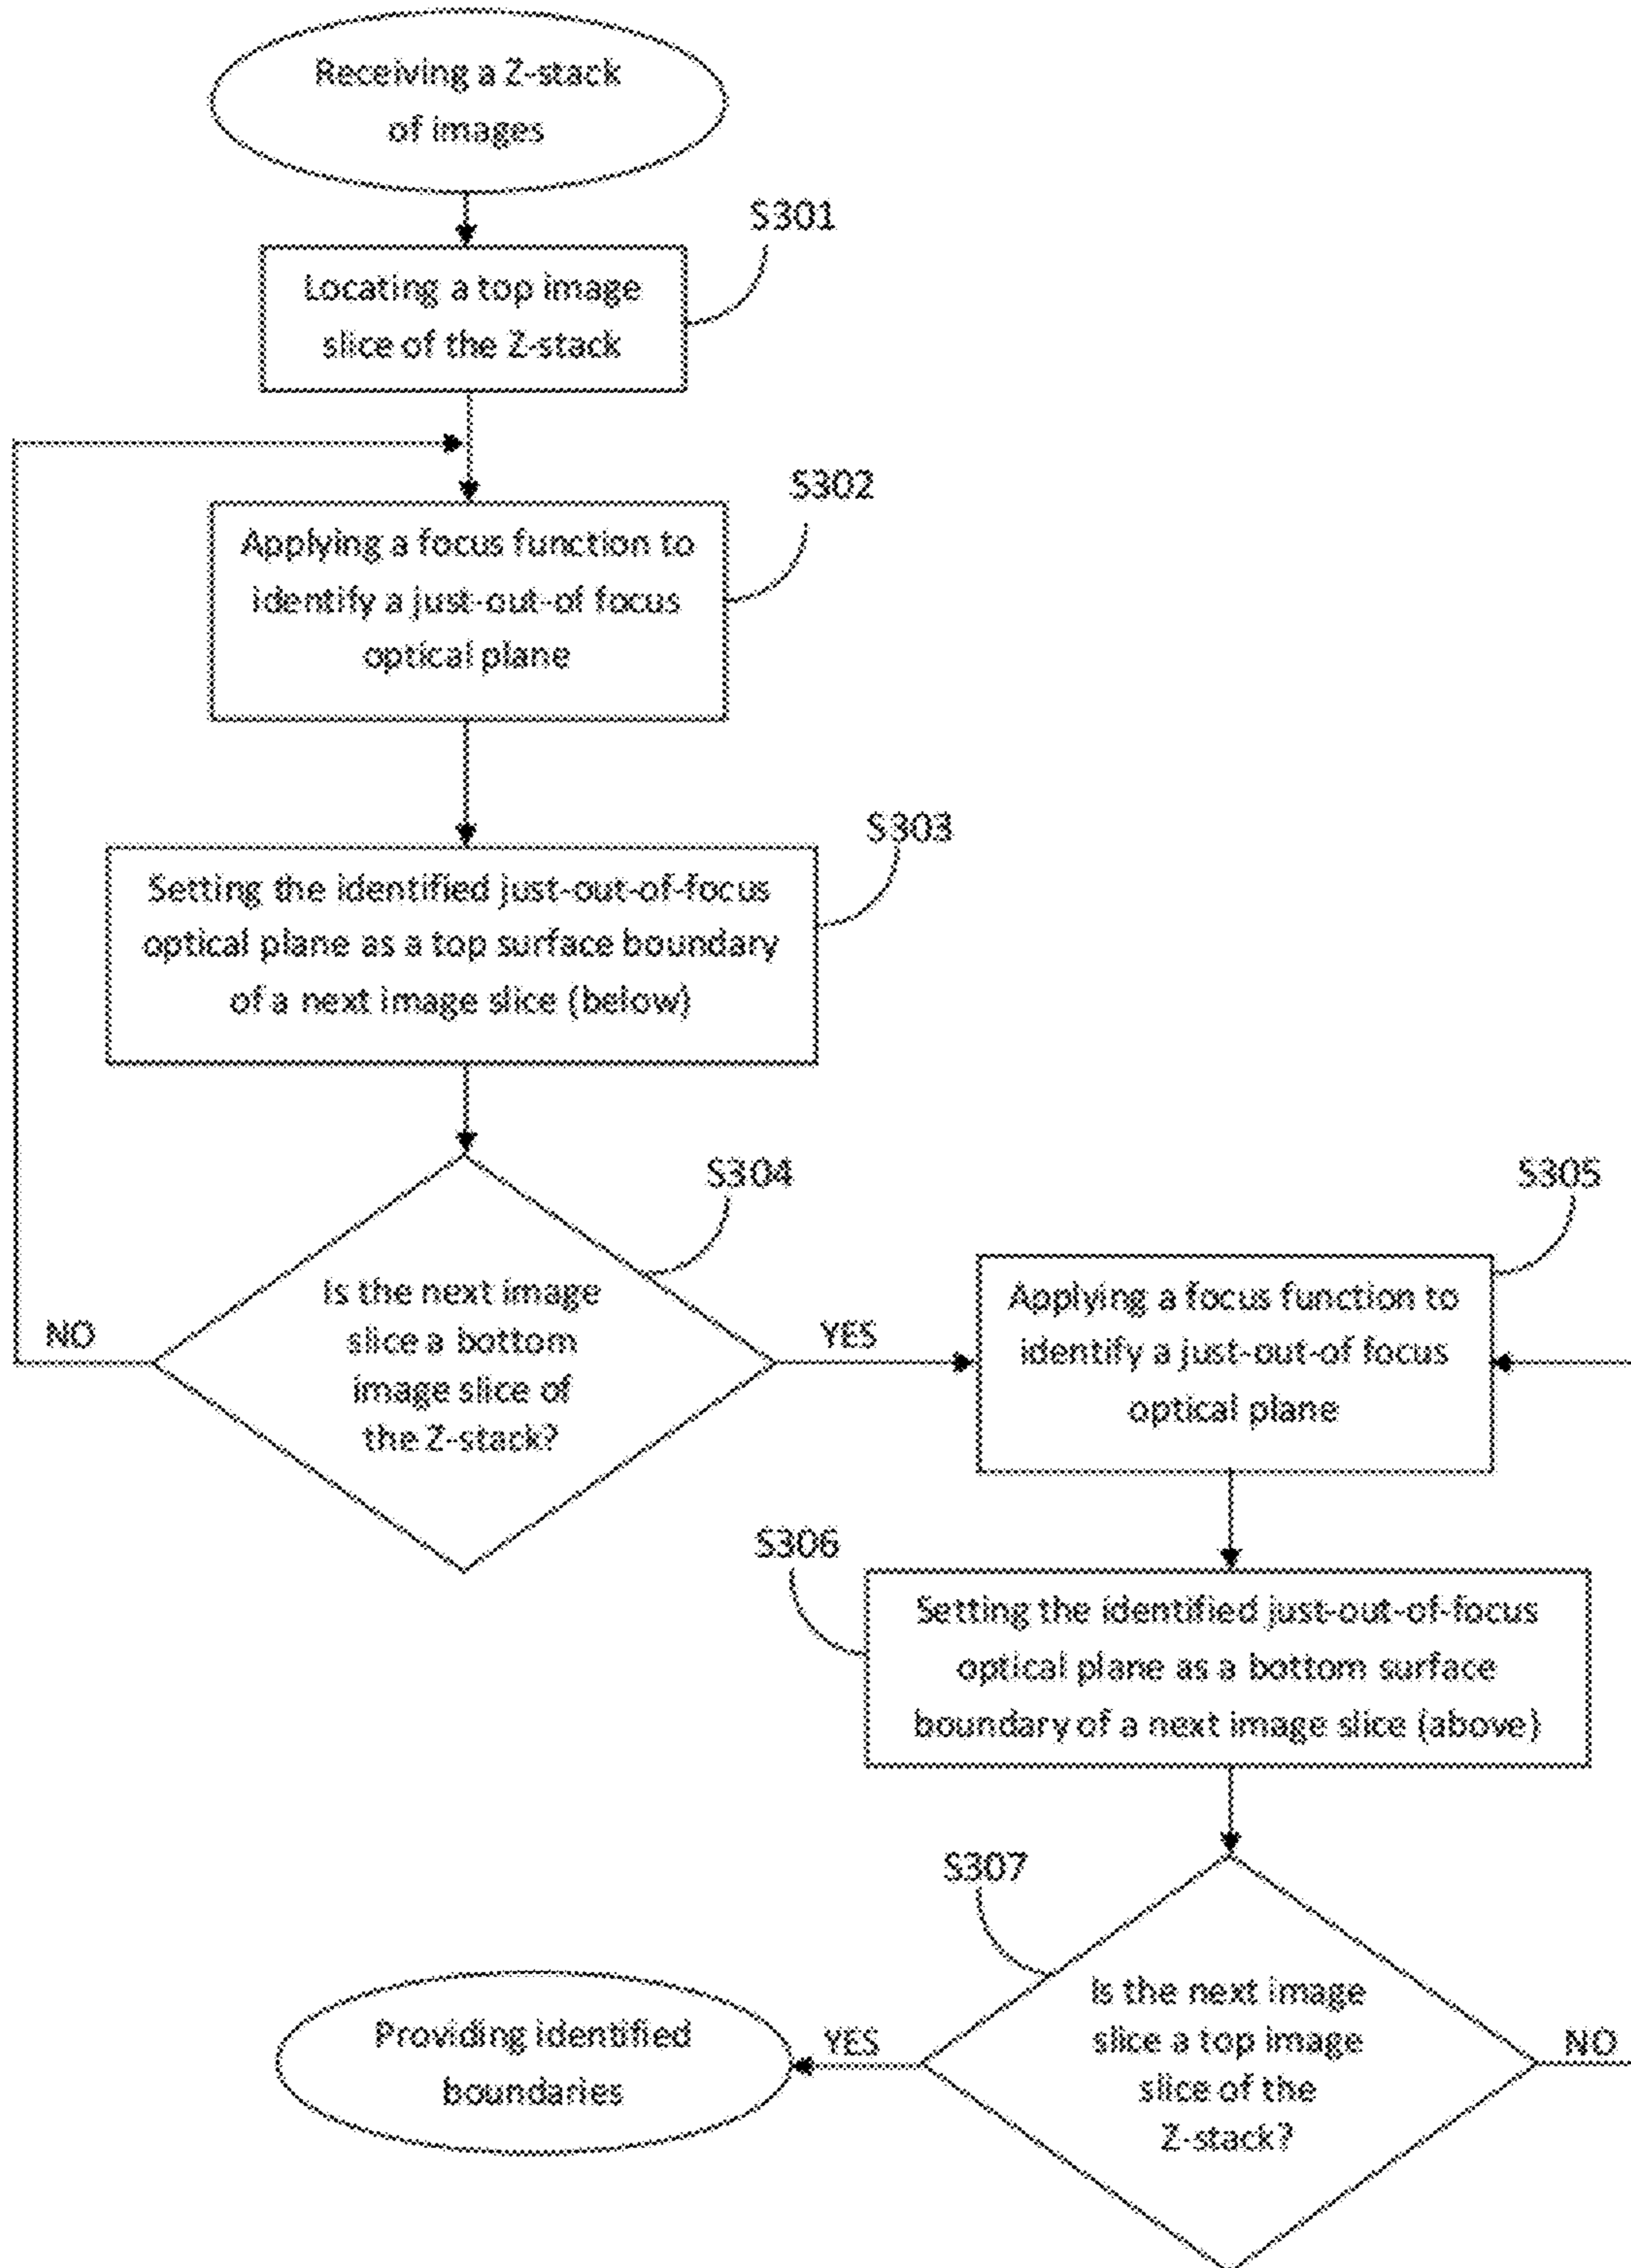 Receiving a Z-stack
of images
S301
Locating a top image
slice of the Z-stack
S302
Applying a focus function to
identify a just-out-of focus
optical plane
S303
Setting the identified just-out-of-focus
optical plane as a top surface boundary
of a next image slice (below)
S304
Is the next image
slice a bottom
image slice of
the Z-stack?
NO
YES
S305
Applying a focus function to
identify a just-out-of focus
optical plane
S306
Setting the identified just-out-of-focus
optical plane as a bottom surface
boundary of a next image slice (above)
S307
Is the next image
slice a top image
slice of the
Z-stack?
NO
YES
Providing identified
boundaries